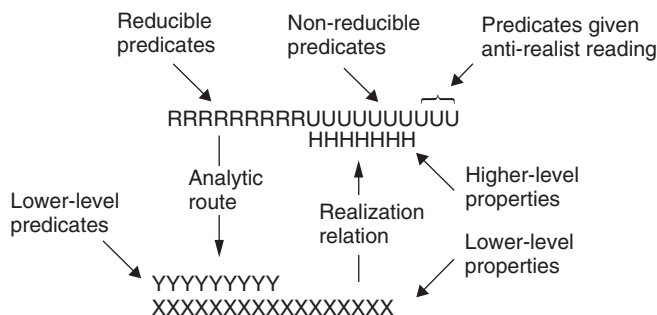 Reducible
predicates
Non-reducible
predicates
Predicates given
anti-realist reading
RRRRRRRRRUUUUUUUUUU
HHHHHHH
Analytic
route
Realization
relation
Higher-level
properties
Lower-level
predicates
Lower-level
properties
YYYYYYYYY
XXXXXXXXXXXXXXXXX